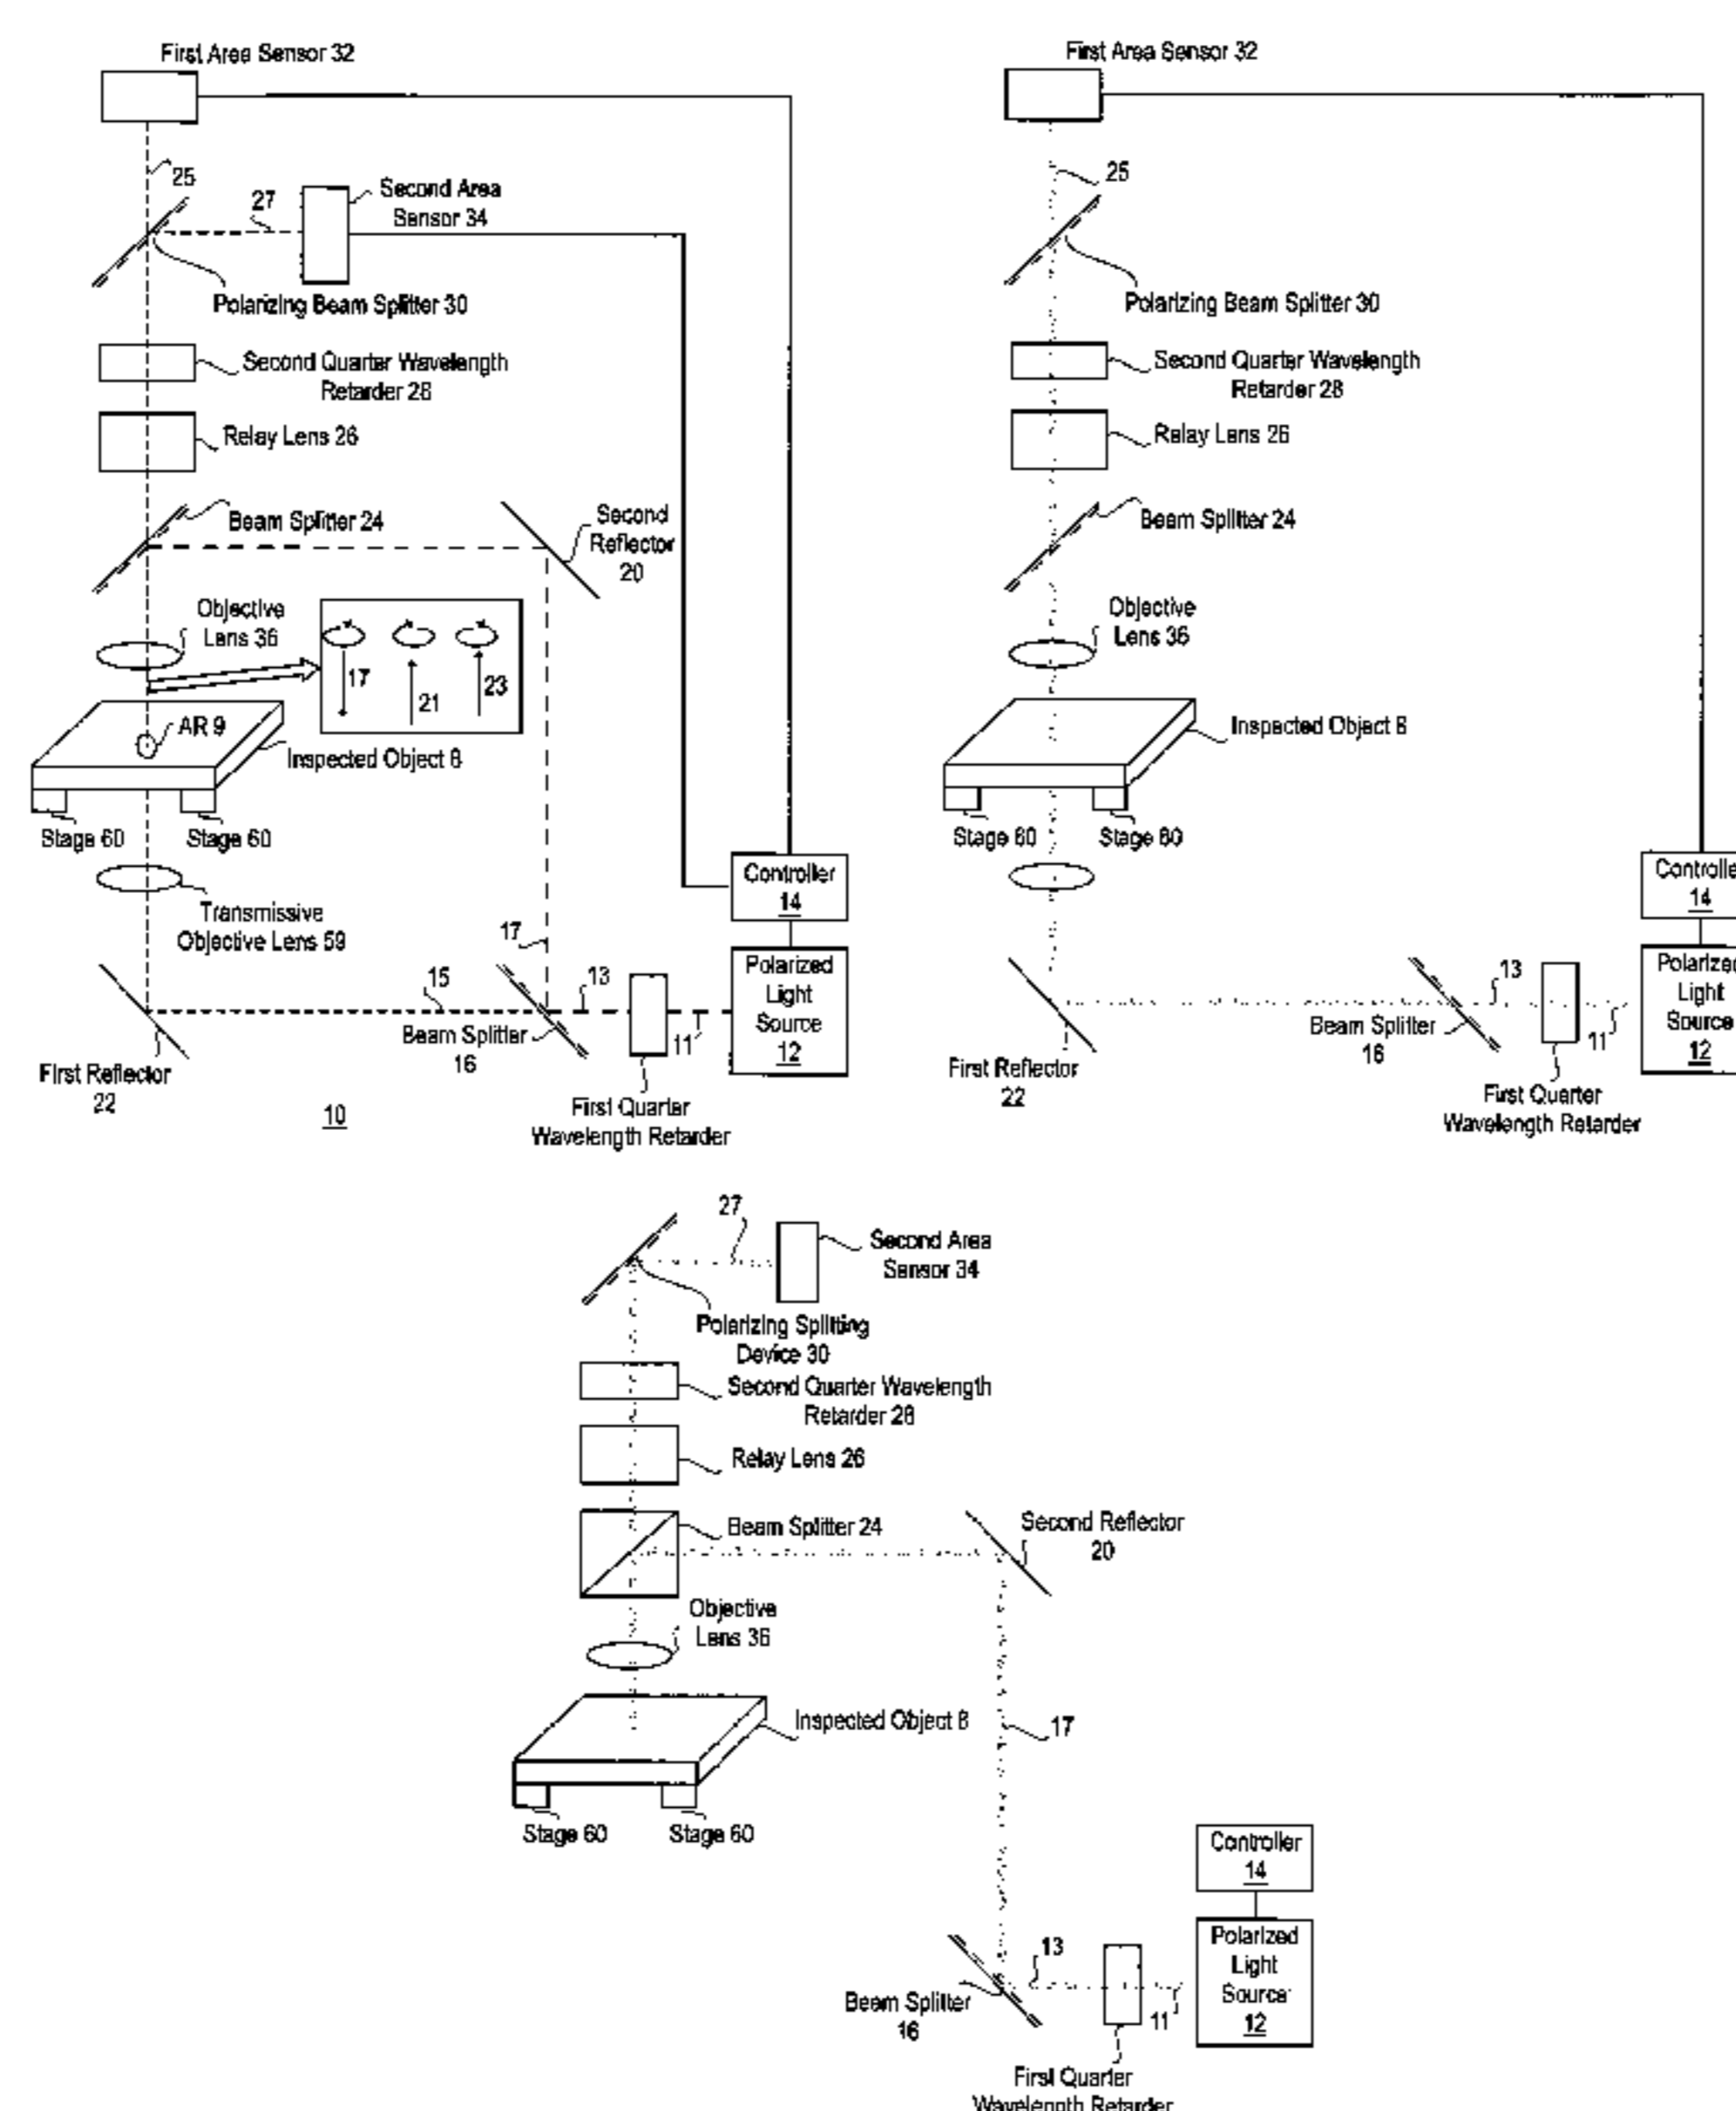 First Area Sensor 32
25
27
Second Area
Sensor 34
Polarizing Beam Splitter 30
Second Quarter Wavelength
Retarder 28
Relay Lens 26
Beam Splitter 24
Second
Reflector
20
Objective
Lens 36
17
21
23
AR 9
Inspected Object 8
Stage 60
Stage 60
Transmissive
Objective Lens 59
Controller
14
17
15
13
Polarized
Light
Source
12
Beam Splitter
16
11
First Reflector
22
10
First Quarter
Wavelength Retarder
First Area Sensor 32
25
Polarizing Beam Splitter 30
Second Quarter Wavelength
Retarder 28
Relay Lens 26
Beam Splitter 24
Objective
Lens 36
Inspected Object 8
Stage 60
Stage 60
Controlle
14
13
Polarized
Light
Source
12
Beam Splitter
16
11
First Reflector
22
First Quarter
Wavelength Retarder
27
Second Area
Sensor 34
Polarizing Splitting
Device 30
Second Quarter Wavelength
Retarder 28
Relay Lens 26
Beam Splitter 24
Second Reflector
20
Objective
Lens 36
Inspected Object 8
17
Stage 60
Stage 60
Controller
14
13
Polarized
Light
Source
12
Beam Splitter
16
11
First Quarter
Wavelength Retarder